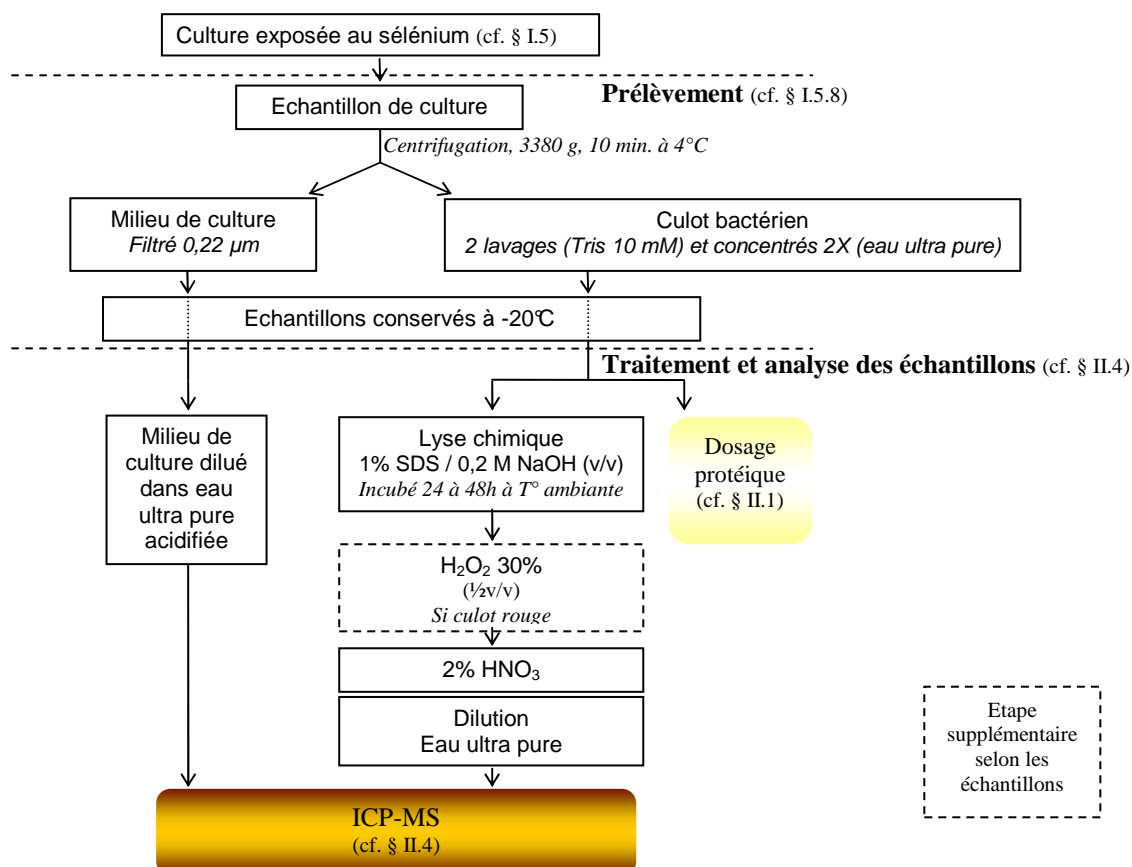 Culture exposée au sélénium (cf. § I.5)
Prélèvement (cf. § I.5.8)
Echantillon de culture
Centrifugation, 3380 g, 10 min. à 4°C
Milieu de culture
Filtré 0,22 µm
Culot bactérien
2 lavages (Tris 10 mM) et concentrés 2X (eau ultra pure)
Echantillons conservés à -20°C
Traitement et analyse des échantillons (cf. § II.4)
Milieu de
culture dilué
dans eau
ultra pure
acidifiée
Lyse chimique
1% SDS / 0,2 M NaOH (v/v)
Incubé 24 à 48h à T° ambiante
Dosage
protéique
(cf. § II.1)
H₂O₂ 30%
(½v/v)
Si culot rouge
2% HNO₃
Dilution
Eau ultra pure
Etape
supplémentaire
selon les
échantillons
ICP-MS
(cf. § II.4)